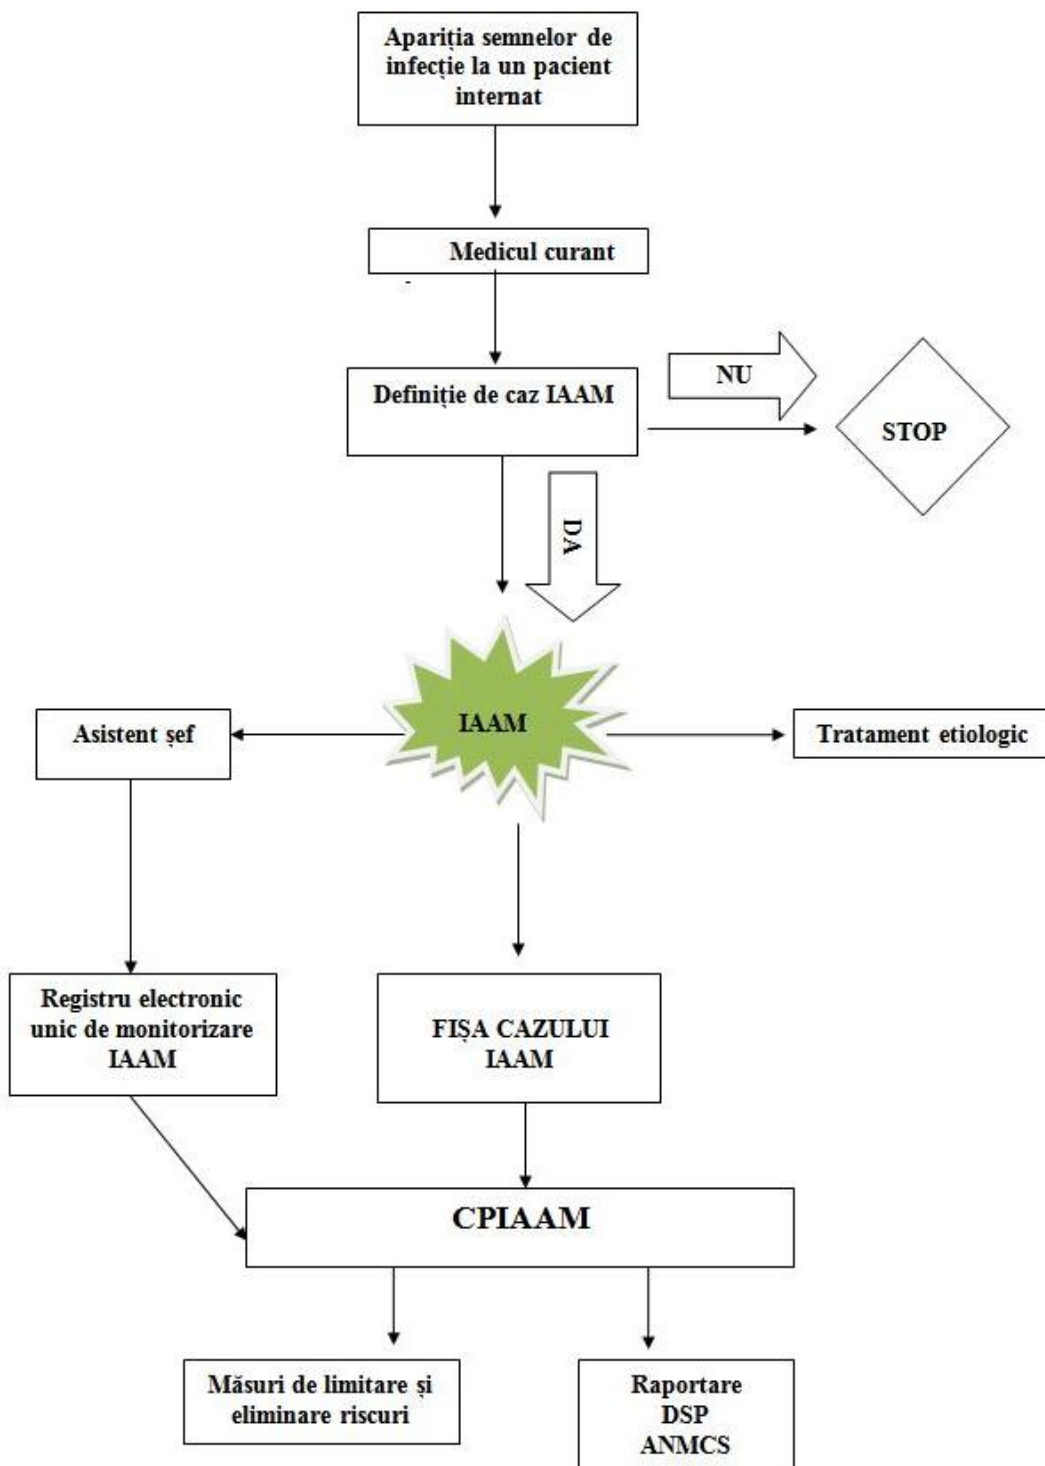 Apariția semnelor de
infecție la un pacient
internat
Medicul curant
-
Definiție de caz IAAM
NU
STOP
DA
IAAM
Asistent șef
Tratament etiologic
Registru electronic
unic de monitorizare
IAAM
FIȘA CAZULUI
IAAM
CPIAAM
Măsuri de limitare și
eliminare riscuri
Raportare
DSP
ANMCS